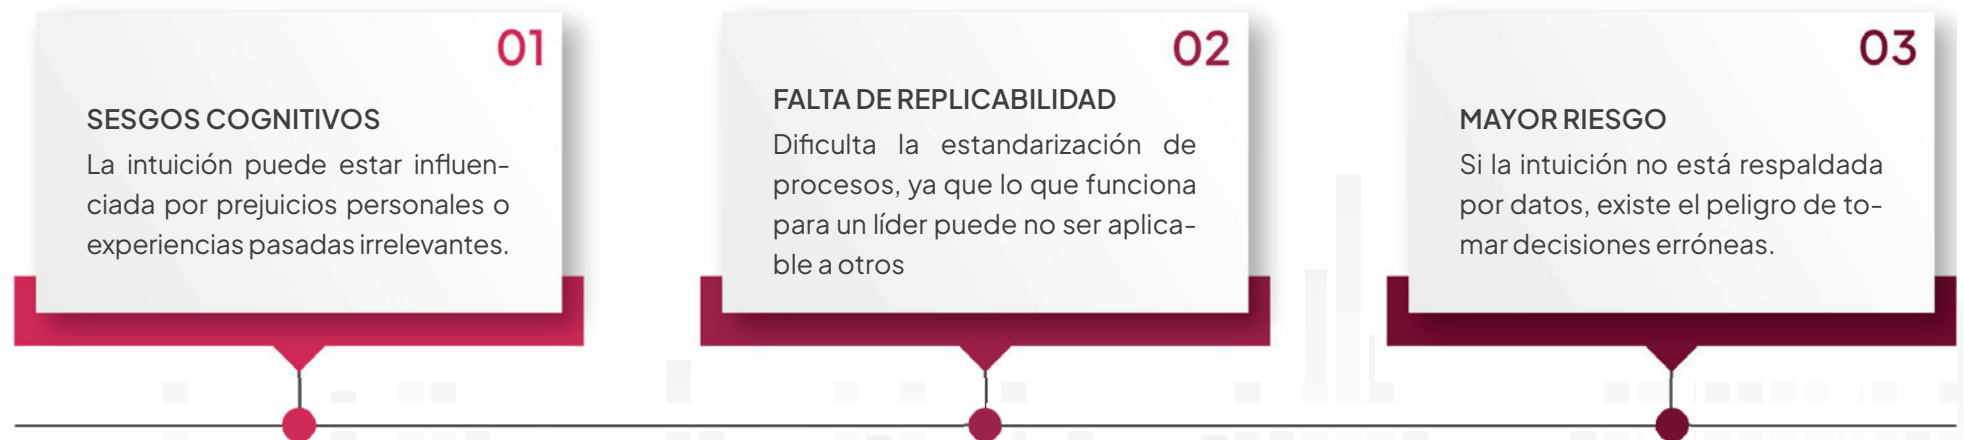 01
SESGOS COGNITIVOS
La intuición puede estar influen-
ciada por prejuicios personales o
experiencias pasadas irrelevantes.
02
FALTA DE REPLICABILIDAD
Dificulta la estandarización de
procesos, ya que lo que funciona
para un líder puede no ser aplica-
ble a otros
03
MAYOR RIESGO
Si la intuición no está respaldada
por datos, existe el peligro de to-
mar decisiones erróneas.